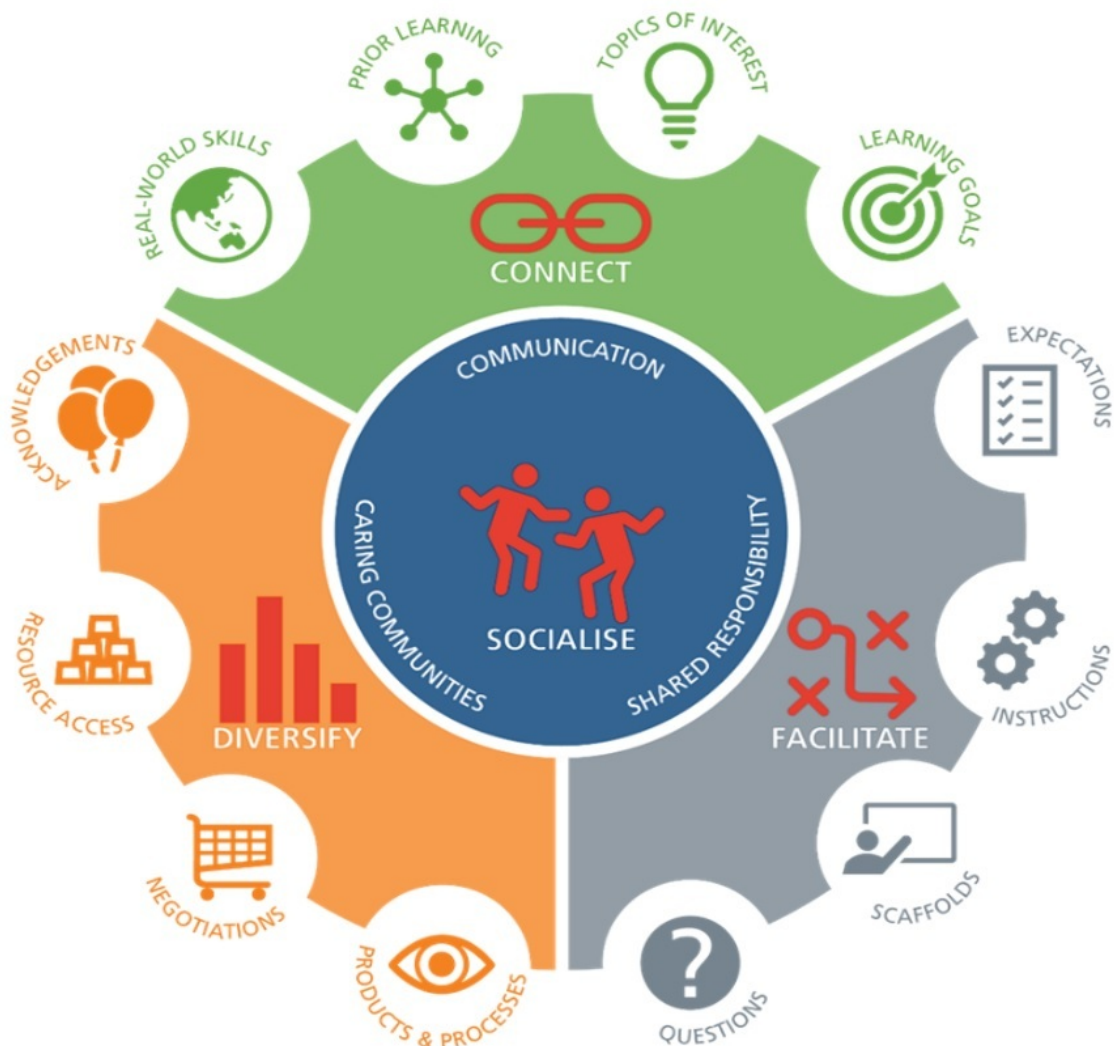 PRIOR LEARNING
TOPICS OF INTEREST
REAL-WORLD SKILLS
LEARNING GOALS
CONNECT
ACKNOWLEDGEMENTS
COMMUNICATION
EXPECTATIONS
CARING COMMUNITIES
SOCIALISE
SHARED RESPONSIBILITY
RESOURCE ACCESS
DIVERSIFY
FACILITATE
INSTRUCTIONS
NEGOTIATIONS
SCAFFOLDS
PRODUCTS & PROCESSES
?
QUESTIONS